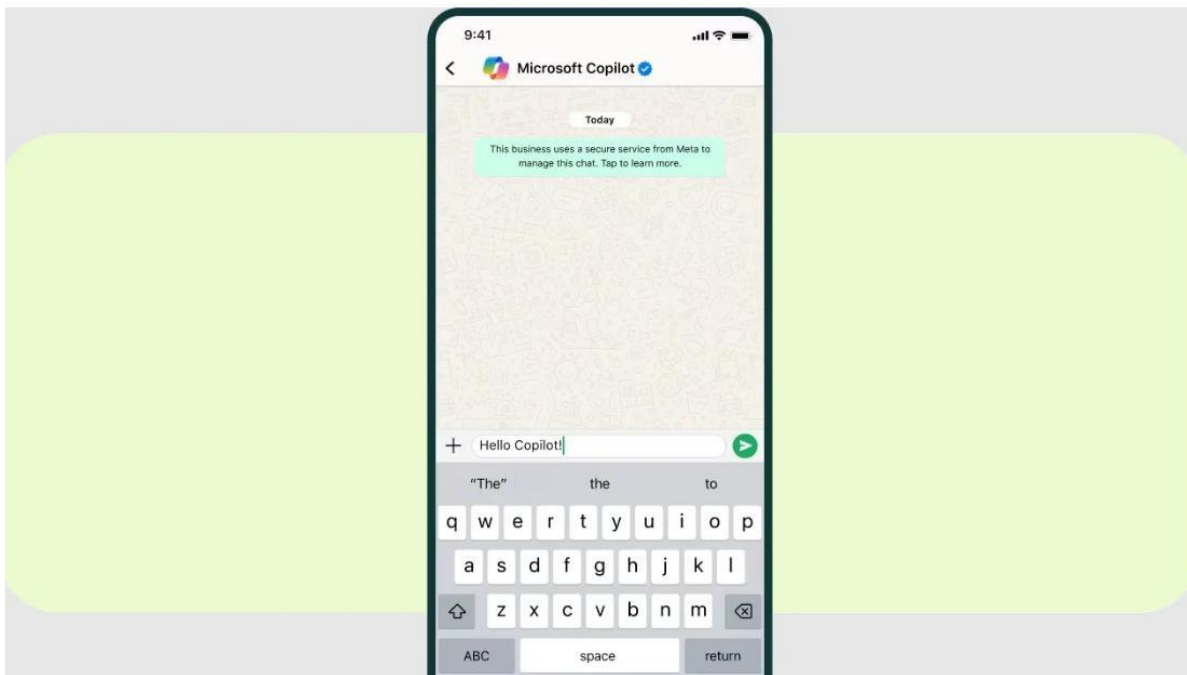 9:41
Microsoft Copilot
Today
This business uses a secure service from Meta to
manage this chat. Tap to learn more.
Hello Copilot!
“The” the to
q w e r t y u i o p
a s d f g h j k l
z x c v b n m
ABC space return